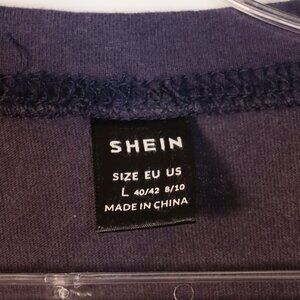 SHEIN
SIZE EU US
L 40/42 8/10
MADE IN CHINA